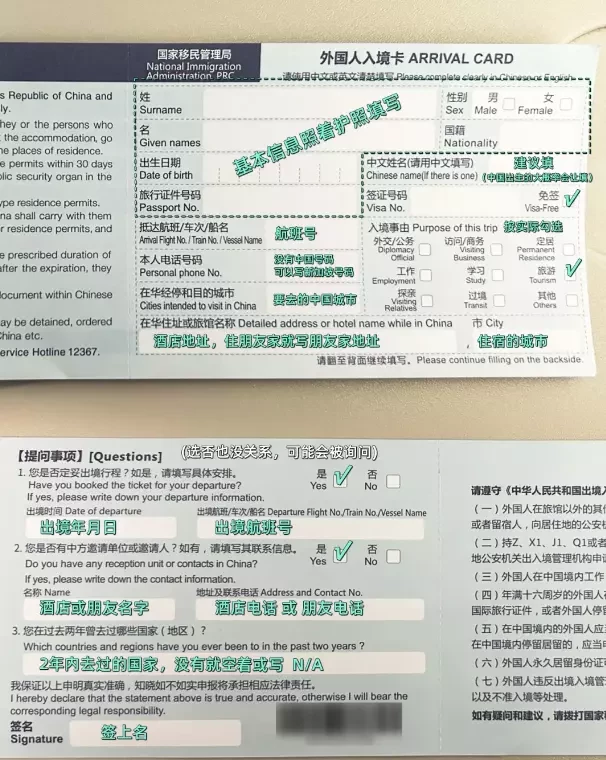 国家移民管理局
National Immigration
Administration, PRC
外国人入境卡 ARRIVAL CARD
请使用中文或英文清楚填写 Please complete clearly in Chinese or English
s Republic of China and
ly.
hey or the persons who
the accommodation, go
he places of residence.
e permits within 30 days
olic security organ in the
ype residence permits.
na shall carry with them
r residence permits, and
e prescribed duration of
after the expiration, they
document within Chinese
may be detained, ordered
China etc.
ervice Hotline 12367.
姓
Surname
性别 男 女
Sex Male Female
名
Given names
国籍
Nationality
基本信息照着护照填写
出生日期
Date of birth
中文姓名(请用中文填写) 建议填
Chinese name(If there is one) (中国出生的大概率会让填)
旅行证件号码
Passport No.
签证号码 免签
Visa No. Visa-Free
抵达航班/车次/船名 航班号
Arrival Flight No./ Train No./ Vessel Name
入境事由 Purpose of this trip 按实际勾选
外交/公务 访问/商务 定居
Diplomacy Visiting Permanent
Official Business Residence
本人电话号码 没有中国号码
Personal phone No. 可以写新加坡号码
工作 学习 旅游
Employment Study Tourism
在华经停和目的城市 要去的中国城市
Cities intended to visit in China
探亲 过境 其他
Visiting Transit Others
Relatives
在华住址或旅馆名称 Detailed address or hotel name while in China 市 City
酒店地址，住朋友家就写朋友家地址 住宿的城市
请翻至背面继续填写。Please continue filling on the backside.
【提问事项】[Questions] (选否也没关系，可能会被询问)
1. 您是否定妥出境行程？如是，请填写具体安排。 是 否
Have you booked the ticket for your departure? Yes No
If yes, please write down your departure information.
出境时间 Date of departure 出境航班/车次/船名 Departure Flight No./Train No./Vessel Name
出境年月日 出境航班号
2. 您是否有中方邀请单位或邀请人？如有，请填写其联系信息。 是 否
Do you have any reception unit or contacts in China? Yes No
If yes, please write down the contact information.
名称 Name 地址及联系电话 Address and Contact No.
酒店或朋友名字 酒店电话 或 朋友电话
3. 您在过去两年曾去过哪些国家（地区）？
Which countries and regions have you ever been to in the past two years ?
2年内去过的国家，没有就空着或写 N/A
我保证以上申明真实准确，知晓如不如实申报将承担相应法律责任。
I hereby declare that the statement above is true and accurate, otherwise I will bear the
corresponding legal responsibility.
签名
Signature 签上名
请遵守《中华人民共和国出境入
（一）外国人在旅馆以外的其他
或者留宿人，向居住地的公安机
（二）持Z、X1、J1、Q1或者
地公安机关出入境管理机构申请
（三）外国人在中国境内工作
（四）年满十六周岁的外国人在
国际旅行证件，或者外国人停留
（五）在中国境内的外国人应
在中国境内停留居留的，应当
（六）外国人永久居留身份证
（七）外国人违反出境入境管
以及不准入境等处理。
如有疑问和建议，请拨打国家移